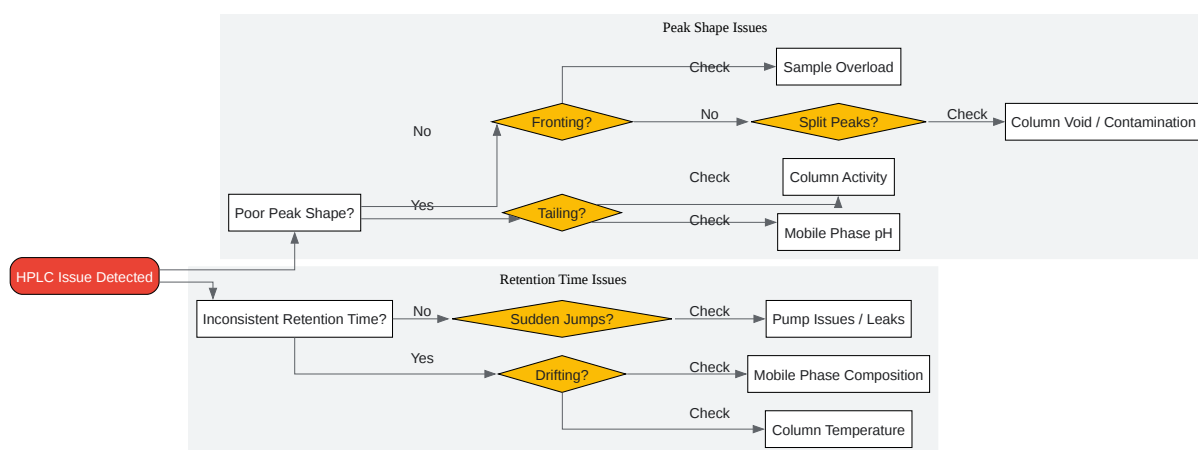 Peak Shape Issues
Check
Sample Overload
No
Fronting?
No
Split Peaks?
Check
Column Void / Contamination
Check
Column Activity
Poor Peak Shape?
Yes
Tailing?
Check
Mobile Phase pH
HPLC Issue Detected
Retention Time Issues
Inconsistent Retention Time?
No
Sudden Jumps?
Check
Pump Issues / Leaks
Yes
Drifting?
Check
Mobile Phase Composition
Check
Column Temperature